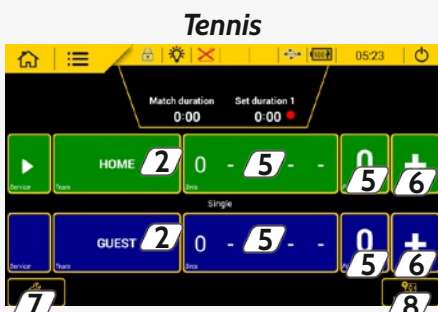 Tennis
05:23
Match duration Set duration 1
0:00 0:00
HOME 2 0 - 5 - - 0 5 + 6
Service Team Sets
Single
GUEST 2 0 - 5 - - 0 5 + 6
Service Team Sets
7 8